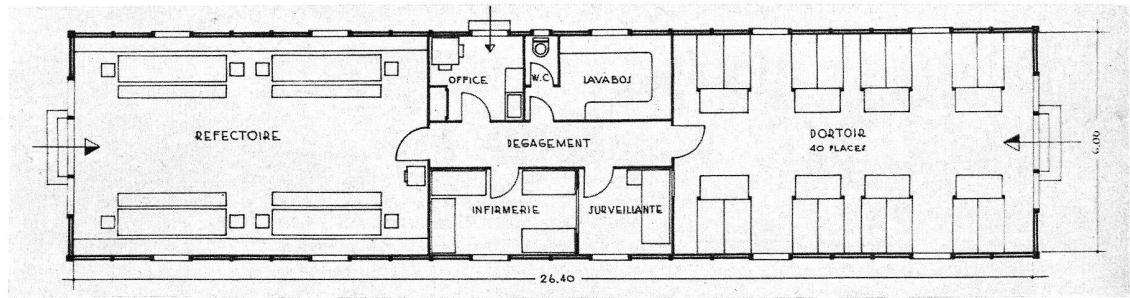 OFFICE
W.C
LAVABOS
REFECTOIRE
DEGAGEMENT
DORTOIR
40 PLACES
6.00
INFIRMERIE
SURVEILLANTE
26.40